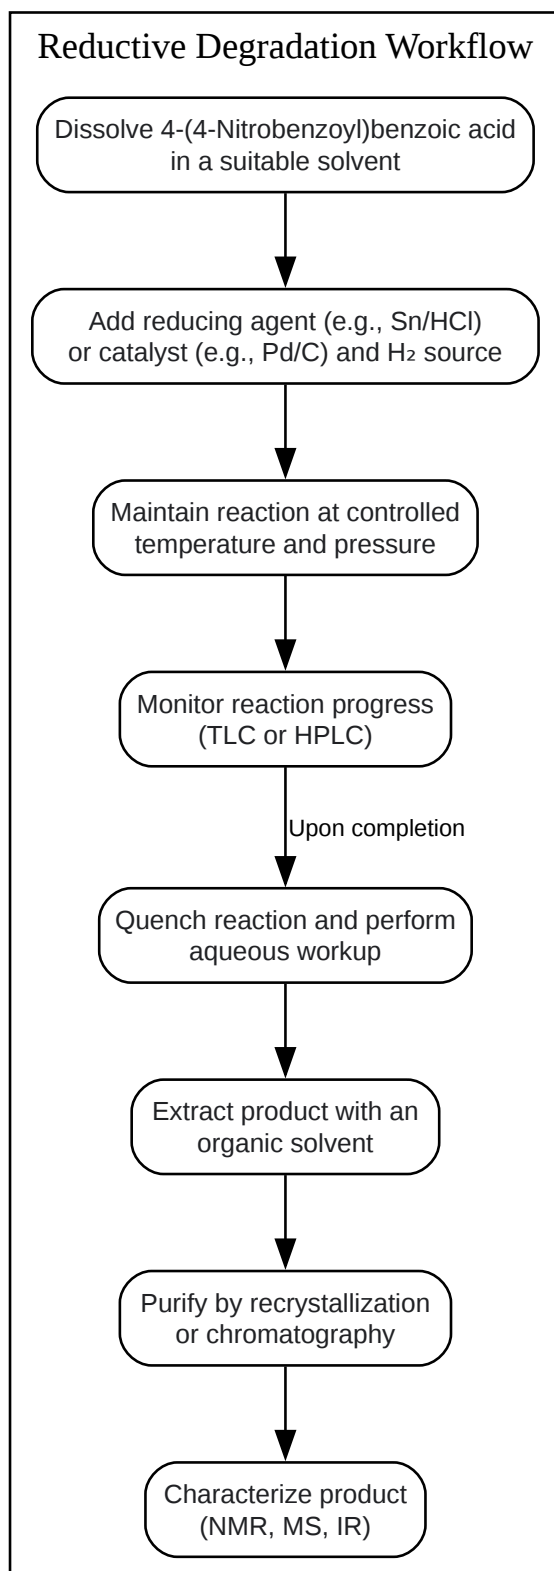 Reductive Degradation Workflow
Dissolve 4-(4-Nitrobenzoyl)benzoic acid
in a suitable solvent
Add reducing agent (e.g., Sn/HCl)
or catalyst (e.g., Pd/C) and H₂ source
Maintain reaction at controlled
temperature and pressure
Monitor reaction progress
(TLC or HPLC)
Upon completion
Quench reaction and perform
aqueous workup
Extract product with an
organic solvent
Purify by recrystallization
or chromatography
Characterize product
(NMR, MS, IR)